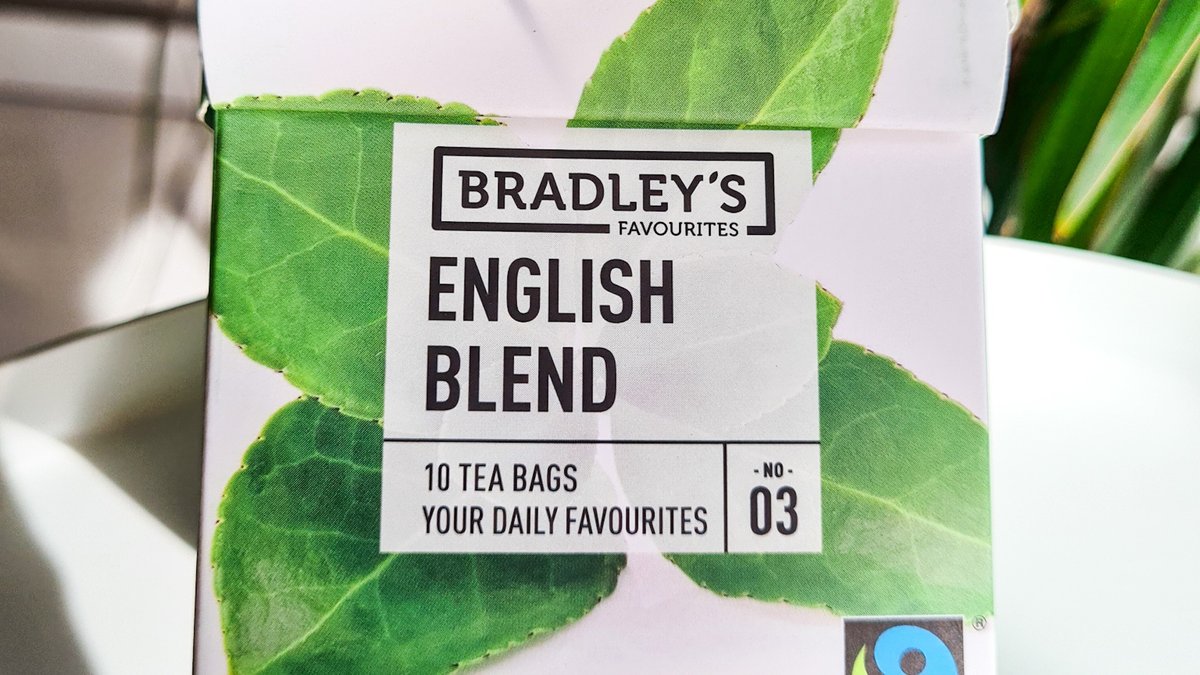 BRADLEY'S
FAVOURITES
ENGLISH
BLEND
10 TEA BAGS
YOUR DAILY FAVOURITES
- NO -
03
®